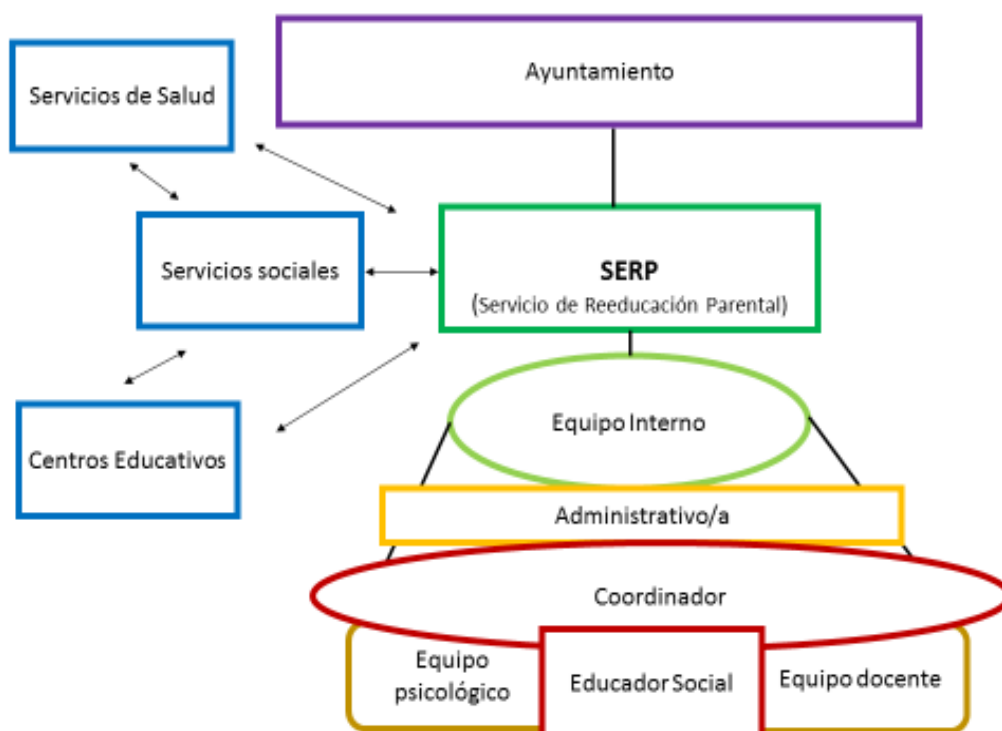 Ayuntamiento
Servicios de Salud
Servicios sociales
SERP
(Servicio de Reeducación Parental)
Centros Educativos
Equipo Interno
Administrativo/a
Coordinador
Equipo
psicológico
Educador Social
Equipo docente